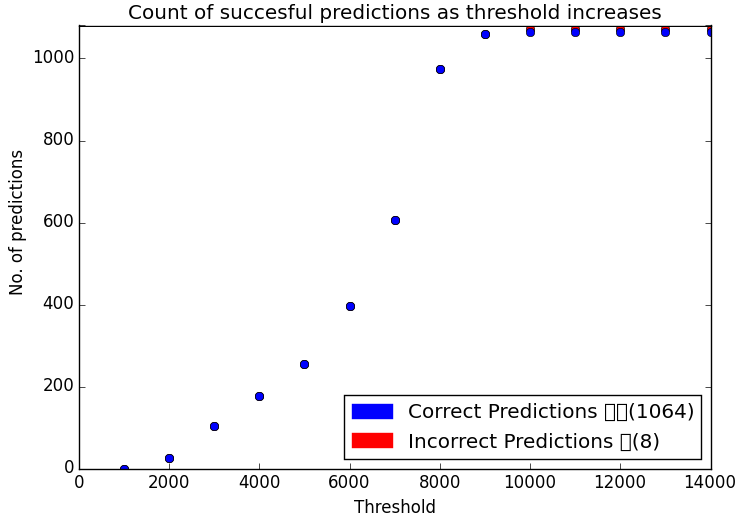 Count of succesful predictions as threshold increases
No. of predictions
1000
800
600
400
200
0
0 2000 4000 6000 8000 10000 12000 14000
Threshold
Correct Predictions (1064)
Incorrect Predictions (8)